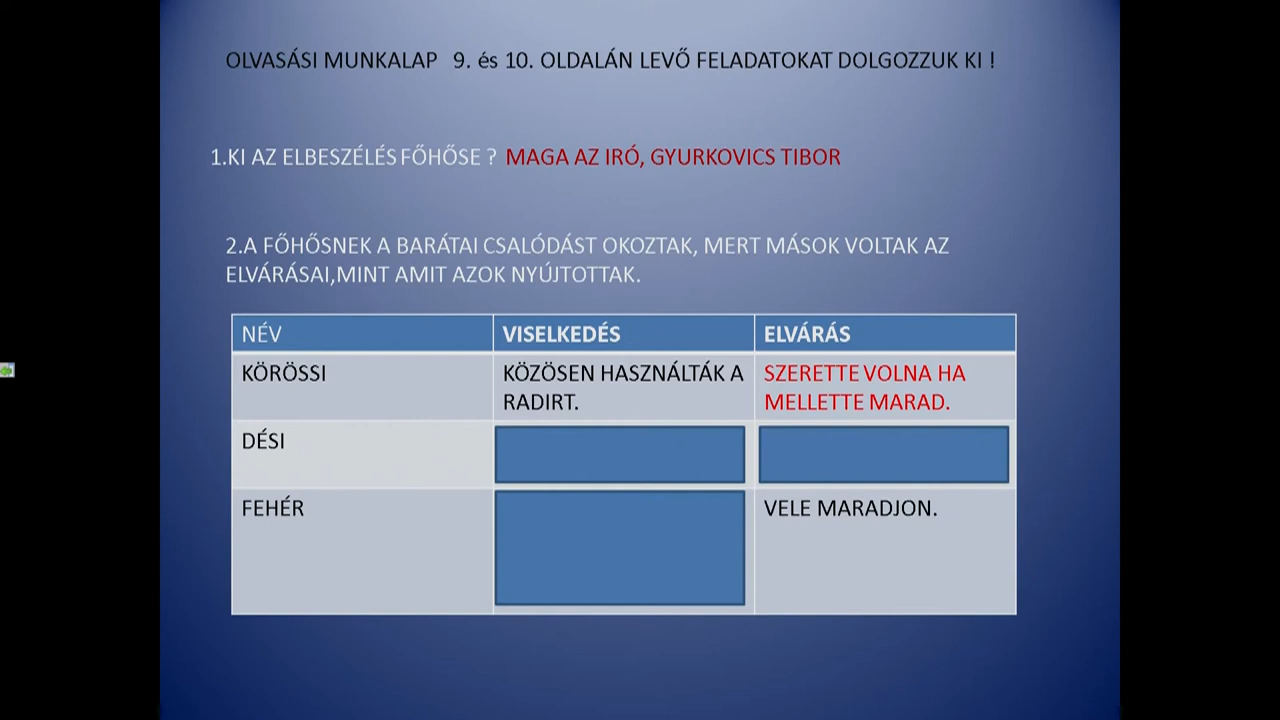 OLVASÁSI MUNKALAP 9. és 10. OLDALÁN LEVŐ FELADATOKAT DOLGOZZUK KI !
1.KI AZ ELBESZÉLÉS FŐHŐSE ? MAGA AZ IRÓ, GYURKOVICS TIBOR
2.A FŐHŐSNEK A BARÁTAI CSALÓDÁST OKOZTAK, MERT MÁSOK VOLTAK AZ
ELVÁRÁSAI,MINT AMIT AZOK NYÚJTOTTAK.
NÉV VISELKEDÉS ELVÁRÁS
KÖRÖSSI KÖZÖSEN HASZNÁLTÁK A SZERETTE VOLNA HA
RADIRT. MELLETTE MARAD.
DÉSI
FEHÉR VELE MARADJON.